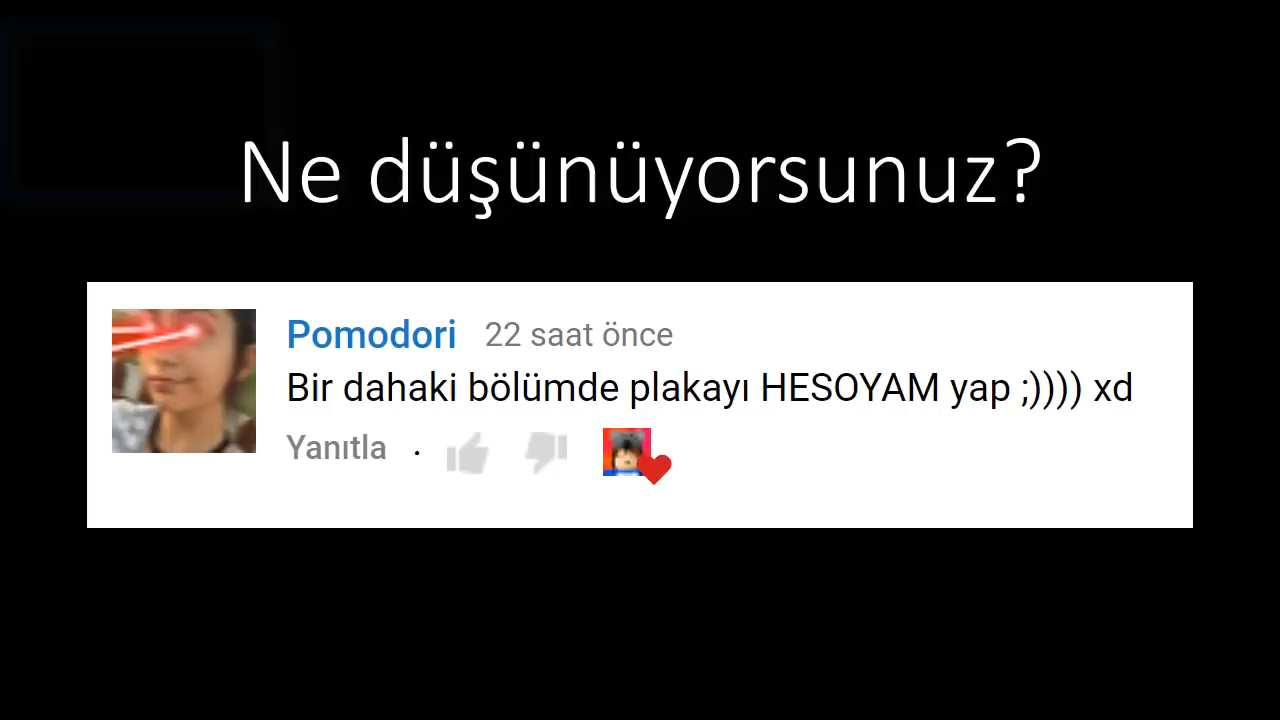 Ne düşünüyorsunuz?
Pomodori 22 saat önce
Bir dahaki bölümde plakayı HESOYAM yap ;)))) xd
Yanıtla